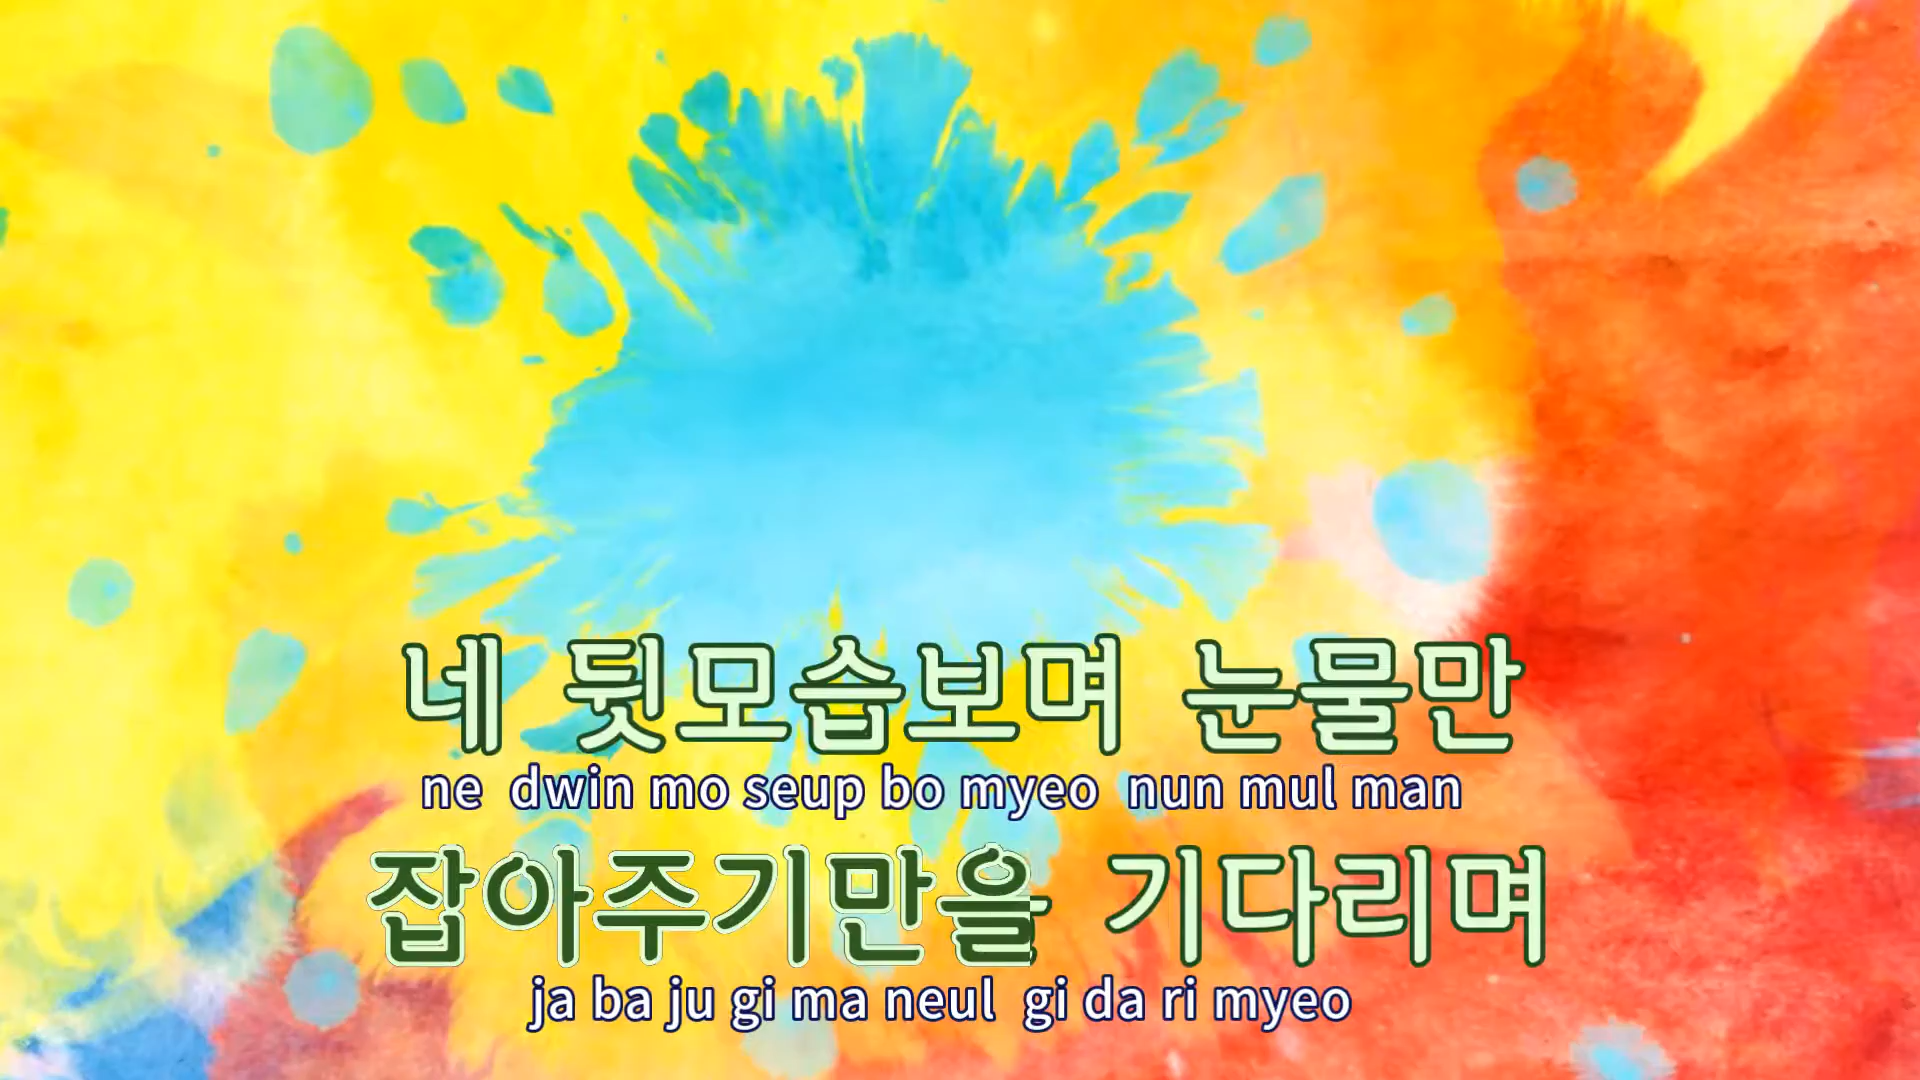 네 뒷모습보며 눈물만
ne dwin mo seup bo myeo nun mul man
잡아주기만을 기다리며
ja ba ju gi ma neul gi da ri myeo